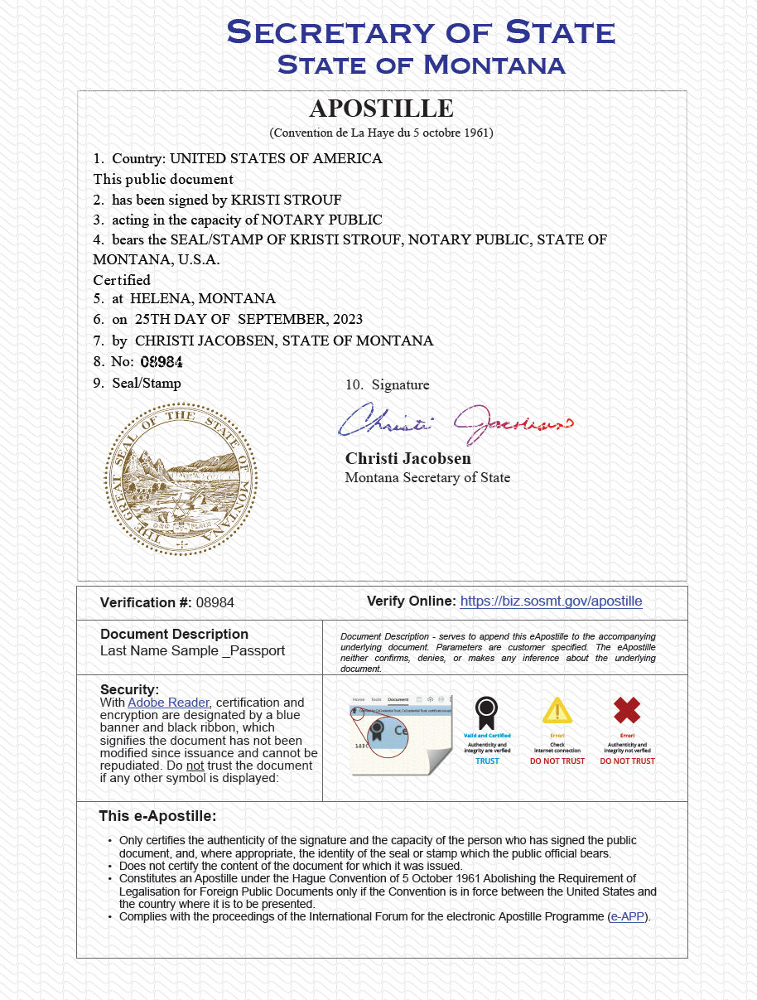 SECRETARY OF STATE
STATE OF MONTANA
APOSTILLE
(Convention de La Haye du 5 octobre 1961)
1. Country: UNITED STATES OF AMERICA
This public document
2. has been signed by KRISTI STROUF
3. acting in the capacity of NOTARY PUBLIC
4. bears the SEAL/STAMP OF KRISTI STROUF, NOTARY PUBLIC, STATE OF
MONTANA, U.S.A.
Certified
5. at HELENA, MONTANA
6. on 25TH DAY OF SEPTEMBER, 2023
7. by CHRISTI JACOBSEN, STATE OF MONTANA
8. No: 08984
9. Seal/Stamp
10. Signature
THE GREAT SEAL OF THE STATE OF MONTANA
ORO Y PLATA
Christi Jacobsen
Christi Jacobsen
Montana Secretary of State
Verification #: 08984
Verify Online: https://biz.sosmt.gov/apostille
Document Description
Last Name Sample _Passport
Document Description - serves to append this eApostille to the accompanying
underlying document. Parameters are customer specified. The eApostille
neither confirms, denies, or makes any inference about the underlying
document.
Security:
With Adobe Reader, certification and
encryption are designated by a blue
banner and black ribbon, which
signifies the document has not been
modified since issuance and cannot be
repudiated. Do not trust the document
if any other symbol is displayed:
Home Tools Document
Ce
Valid and Certified
Authenticity and
integrity are verfied
TRUST
Error!
Check
internet connection
DO NOT TRUST
Error!
Authenticity and
integrity not verfied
DO NOT TRUST
This e-Apostille:
• Only certifies the authenticity of the signature and the capacity of the person who has signed the public
document, and, where appropriate, the identity of the seal or stamp which the public official bears.
• Does not certify the content of the document for which it was issued.
• Constitutes an Apostille under the Hague Convention of 5 October 1961 Abolishing the Requirement of
Legalisation for Foreign Public Documents only if the Convention is in force between the United States and
the country where it is to be presented.
• Complies with the proceedings of the International Forum for the electronic Apostille Programme (e-APP).